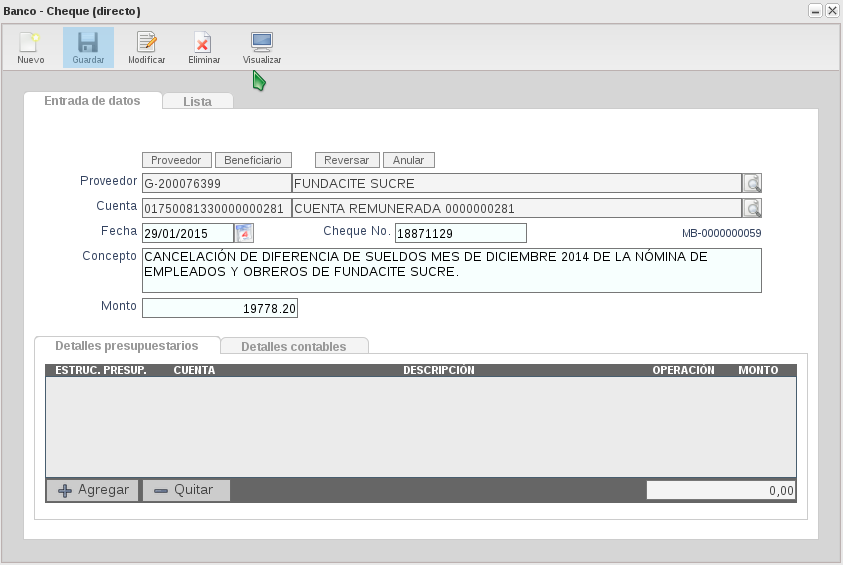 Banco - Cheque (directo)
Nuevo Guardar Modificar Eliminar Visualizar
Entrada de datos Lista
Proveedor Beneficiario Reversar Anular
Proveedor G-200076399 FUNDACITE SUCRE
Cuenta 01750081330000000281 CUENTA REMUNERADA 0000000281
Fecha 29/01/2015 Cheque No. 18871129 MB-0000000059
Concepto CANCELACIÓN DE DIFERENCIA DE SUELDOS MES DE DICIEMBRE 2014 DE LA NÓMINA DE
EMPLEADOS Y OBREROS DE FUNDACITE SUCRE.
Monto 19778.20
Detalles presupuestarios Detalles contables
ESTRUC. PRESUP. CUENTA DESCRIPCIÓN OPERACIÓN MONTO
Agregar Quitar 0,00